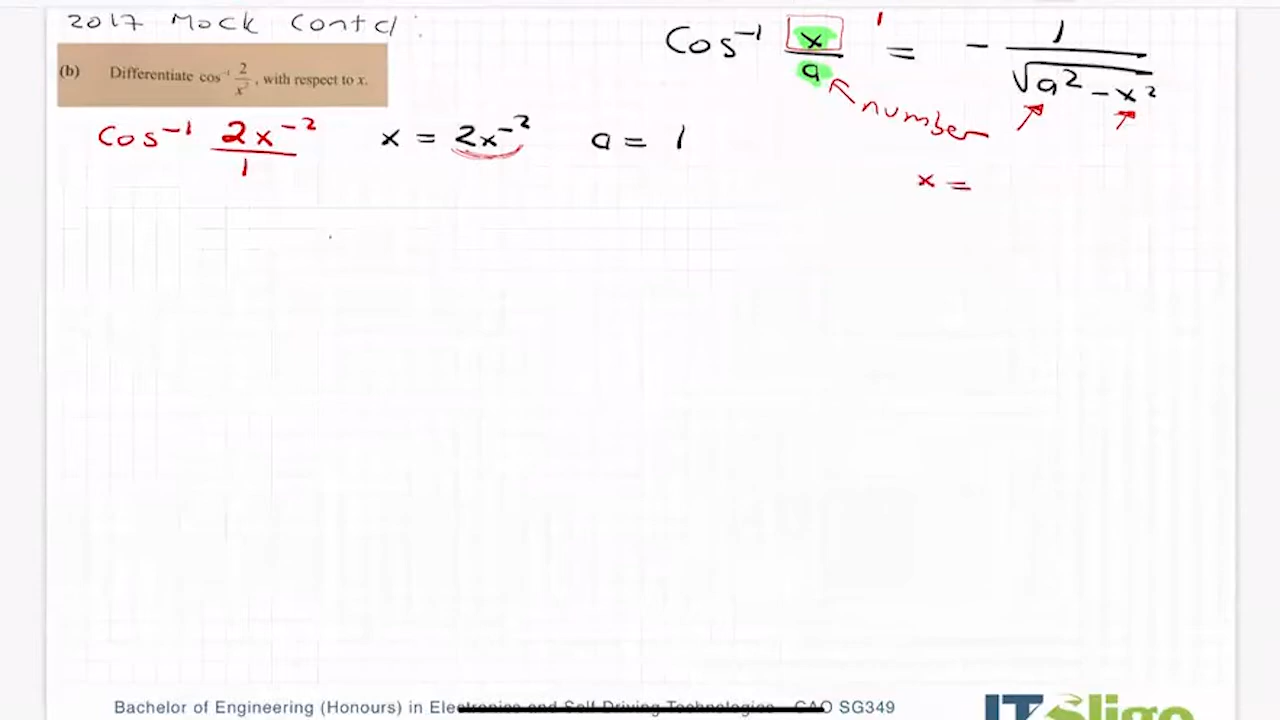 2017 Mock Contd :
(b) Differentiate cos⁻¹ 2/x², with respect to x.
Cos⁻¹ x/a ' = - 1/√a² - x²
number
Cos⁻¹ 2x⁻²/1 x = 2x⁻² a = 1
x =
Bachelor of Engineering (Honours) in Electronics and Self Driving Technologies - CAO SG349
IT Sligo